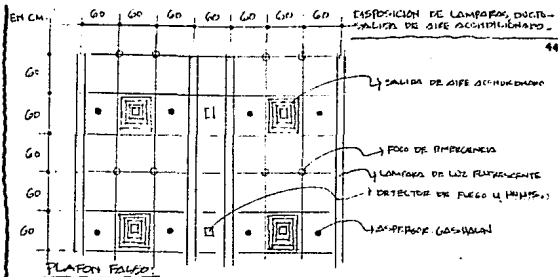 EN CM.
60 60 60 60 60 60 60
DISPOSICIÓN DE LAMPARAS, DUCTO
SALIDA DE AIRE ACONDICIONADO.
44
60
60
60
60
SALIDA DE AIRE ACONDICIONADO
FOCO DE EMERGENCIA
LAMPARA DE LUZ FLUORESCENTE
DETECTOR DE FUEGO Y HUMO
ASPERSOR GAS HALON
PLAFON FALSO